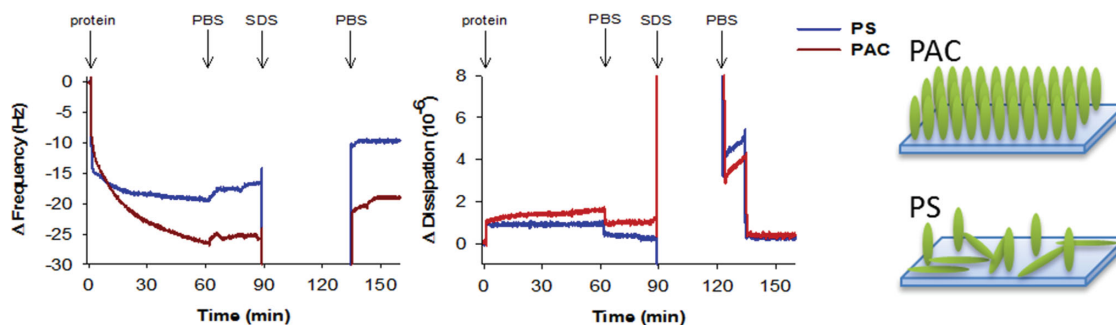 protein PBS SDS PBS
protein PBS SDS PBS
PS
PAC
0
-5
-10
-15
-20
-25
-30
Δ Frequency (Hz)
0 30 60 90 120 150
Time (min)
8
6
4
2
0
Δ Dissipation (10⁻⁶)
0 30 60 90 120 150
Time (min)
PAC
PS